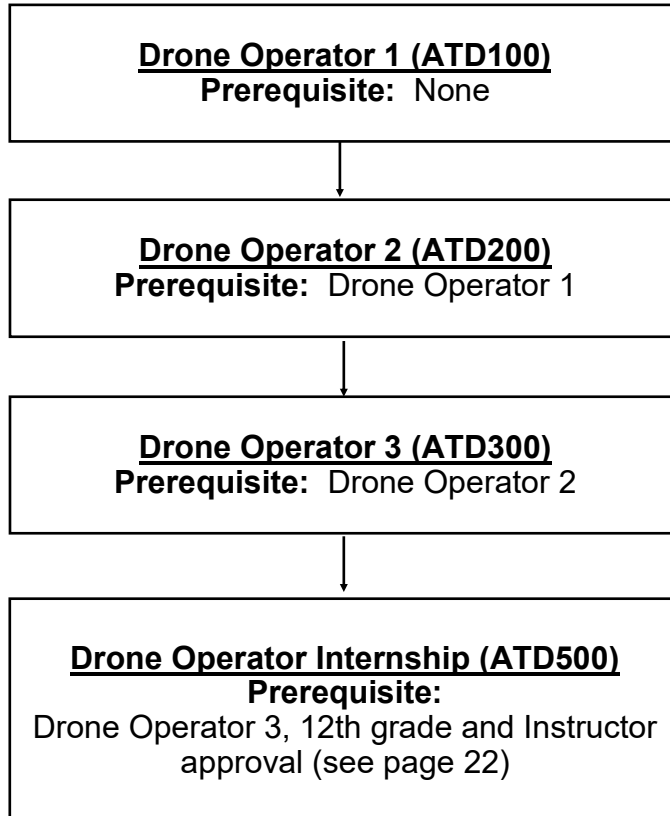 Drone Operator 1 (ATD100)
Prerequisite: None
Drone Operator 2 (ATD200)
Prerequisite: Drone Operator 1
Drone Operator 3 (ATD300)
Prerequisite: Drone Operator 2
Drone Operator Internship (ATD500)
Prerequisite:
Drone Operator 3, 12th grade and Instructor
approval (see page 22)